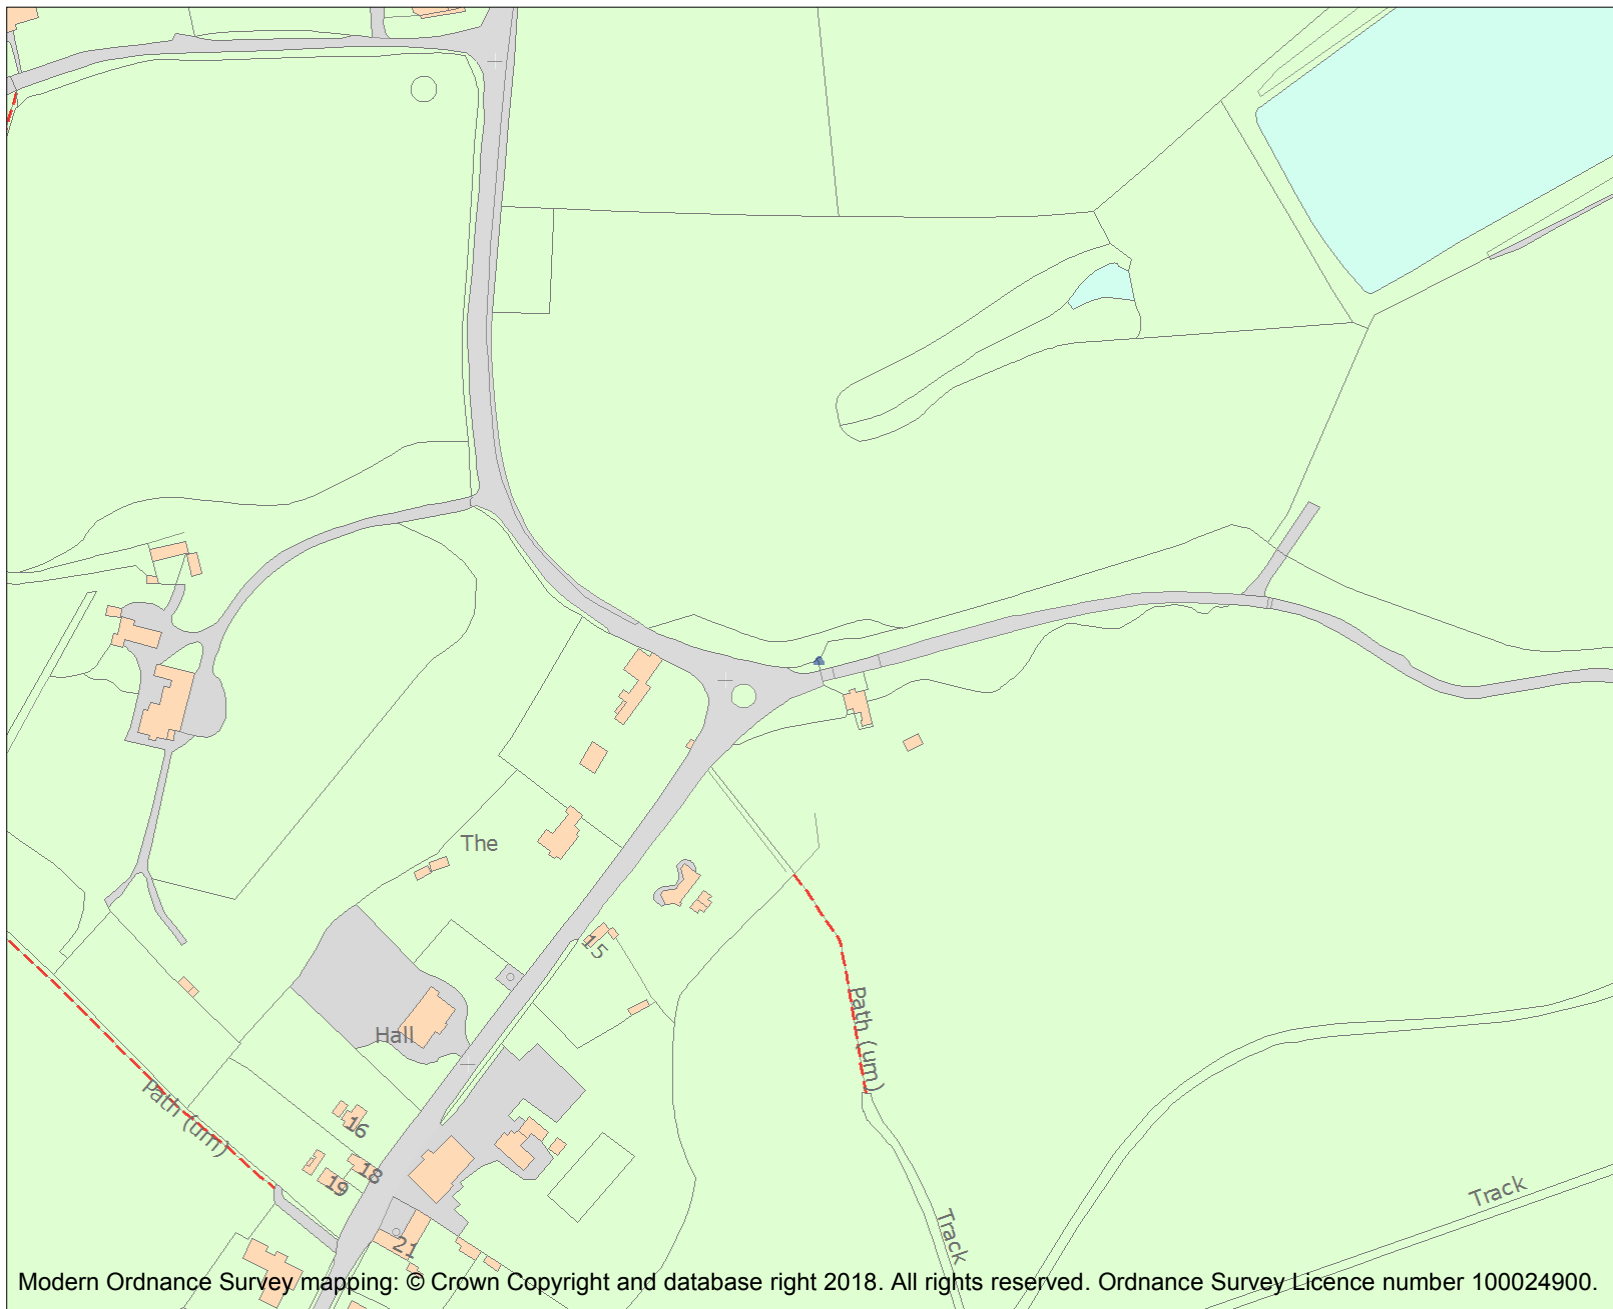 The
15
Path (um)
Hall
Path (um)
16
18
19
Track
Track
21
Modern Ordnance Survey mapping: © Crown Copyright and database right 2018. All rights reserved. Ordnance Survey Licence number 100024900.